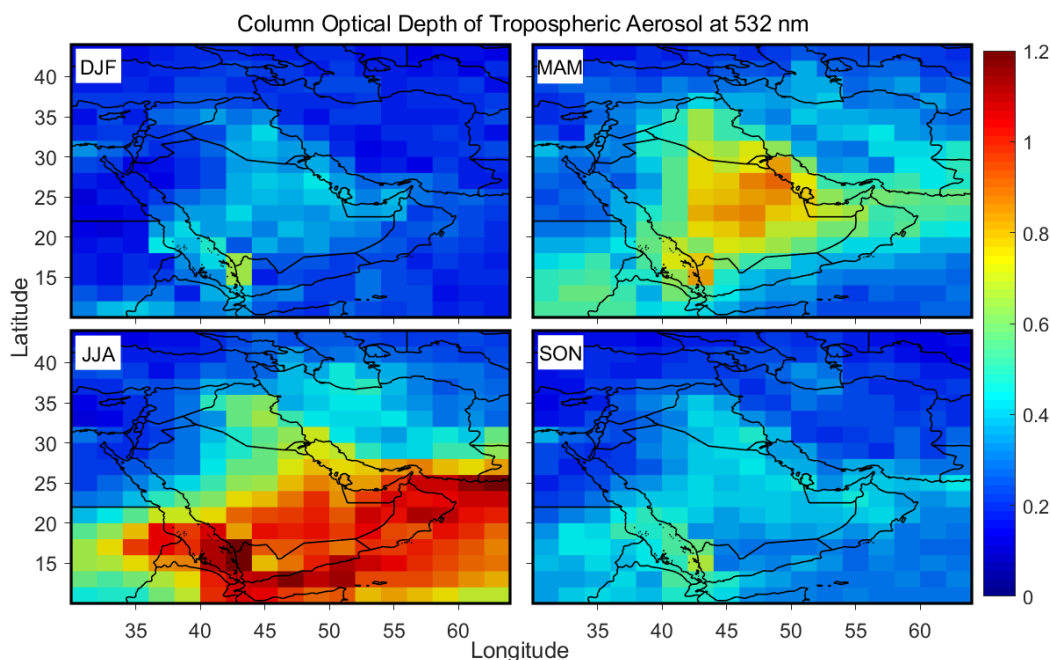 Column Optical Depth of Tropospheric Aerosol at 532 nm
DJF
MAM
40
35
30
25
20
15
1.2
1
0.8
0.6
0.4
0.2
0
JJA
SON
40
35
30
25
20
15
Latitude
35 40 45 50 55 60
35 40 45 50 55 60
Longitude